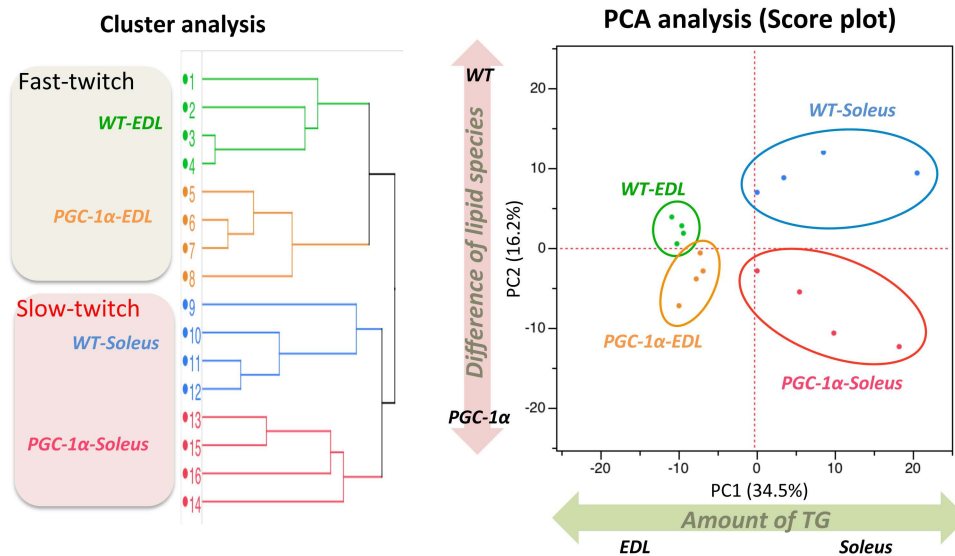 Cluster analysis
Fast-twitch
WT-EDL
PGC-1α-EDL
Slow-twitch
WT-Soleus
PGC-1α-Soleus
1
2
3
4
5
6
7
8
9
10
11
12
13
15
16
14
WT
Difference of lipid species
PGC-1α
PCA analysis (Score plot)
PC2 (16.2%)
20
10
0
-10
-20
WT-Soleus
WT-EDL
PGC-1α-EDL
PGC-1α-Soleus
-20 -10 0 10 20
PC1 (34.5%)
Amount of TG
EDL Soleus